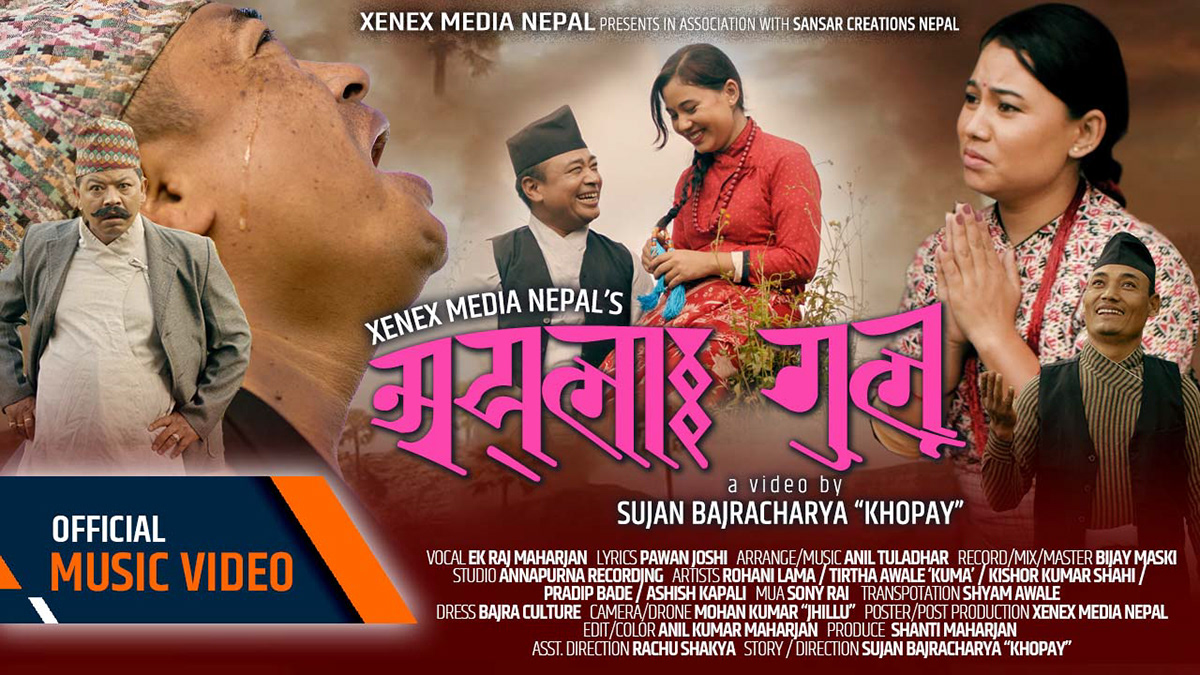 XENEX MEDIA NEPAL PRESENTS IN ASSOCIATION WITH SANSAR CREATIONS NEPAL
XENEX MEDIA NEPAL'S
a video by
SUJAN BAJRACHARYA “KHOPAY”
OFFICIAL
MUSIC VIDEO
VOCAL EK RAJ MAHARJAN LYRICS PAWAN JOSHI ARRANGE/MUSIC ANIL TULADHAR RECORD/MIX/MASTER BIJAY MASKI
STUDIO ANNAPURNA RECORDING ARTISTS ROHANI LAMA / TIRTHA AWALE ‘KUMA’ / KISHOR KUMAR SHAHI /
PRADIP BADE / ASHISH KAPALI MUA SONY RAI TRANSPOTATION SHYAM AWALE
DRESS BAJRA CULTURE CAMERA/DRONE MOHAN KUMAR “JHILLU” POSTER/POST PRODUCTION XENEX MEDIA NEPAL
EDIT/COLOR ANIL KUMAR MAHARJAN PRODUCE SHANTI MAHARJAN
ASST. DIRECTION RACHU SHAKYA STORY / DIRECTION SUJAN BAJRACHARYA “KHOPAY”